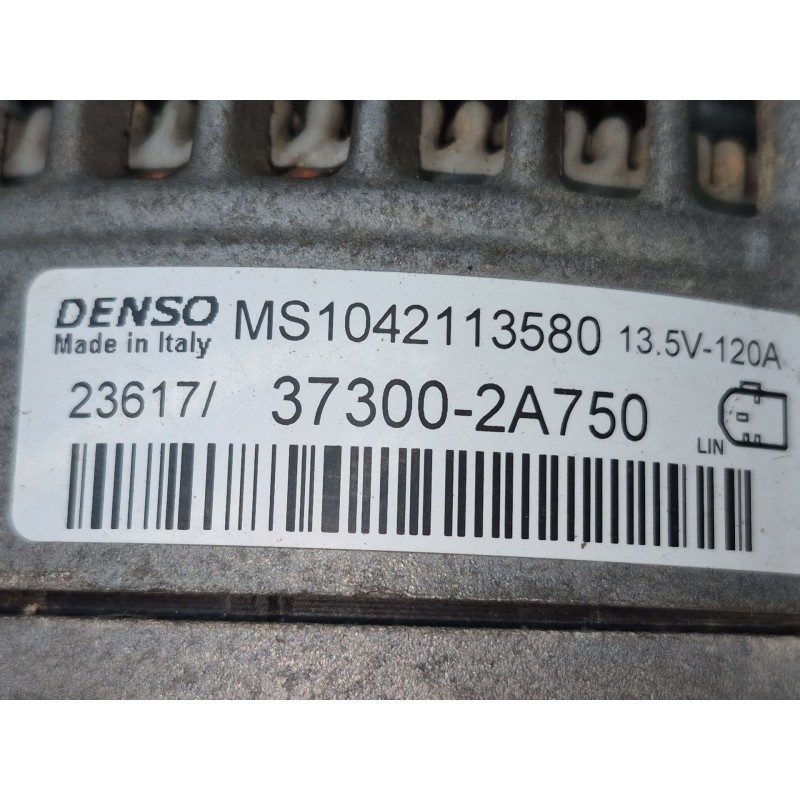 DENSO MS1042113580 13.5V-120A
Made in Italy
23617/ 37300-2A750
LIN